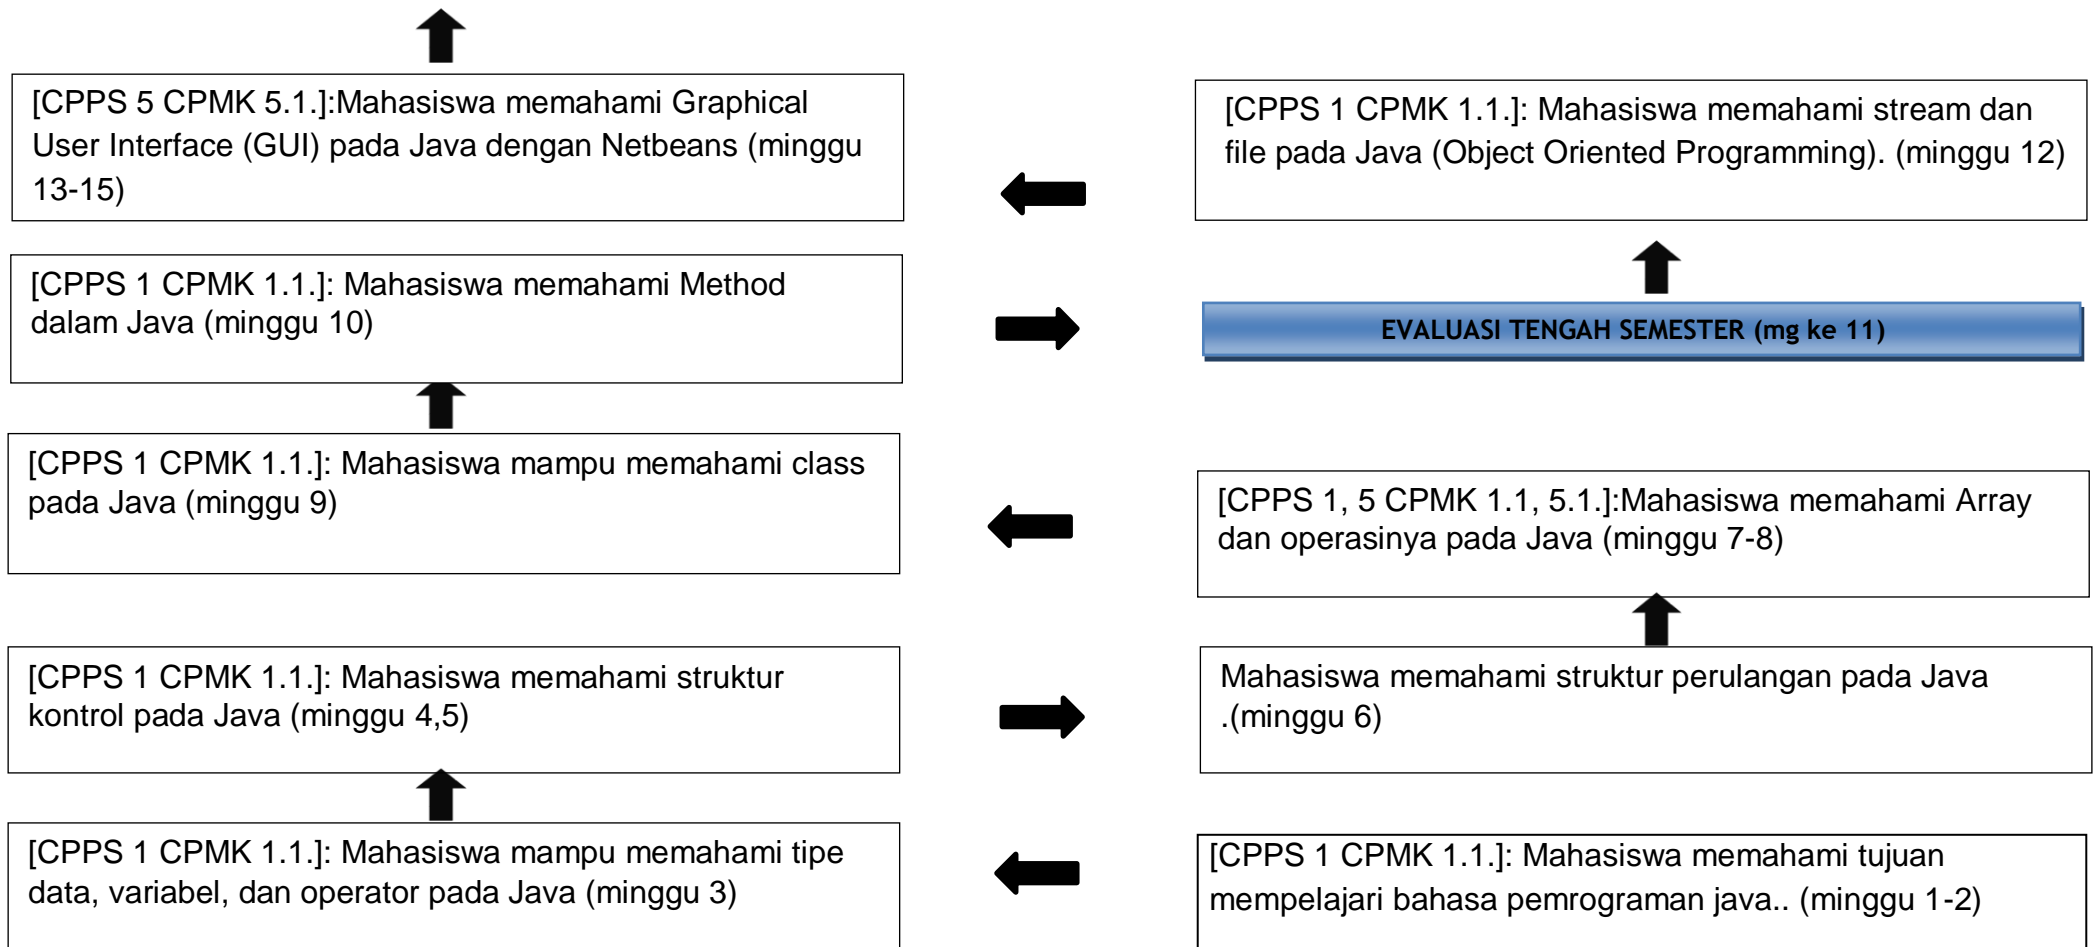 [CPPS 5 CPMK 5.1.]:Mahasiswa memahami Graphical
User Interface (GUI) pada Java dengan Netbeans (minggu
13-15)
[CPPS 1 CPMK 1.1.]: Mahasiswa memahami stream dan
file pada Java (Object Oriented Programming). (minggu 12)
[CPPS 1 CPMK 1.1.]: Mahasiswa memahami Method
dalam Java (minggu 10)
EVALUASI TENGAH SEMESTER (mg ke 11)
[CPPS 1 CPMK 1.1.]: Mahasiswa mampu memahami class
pada Java (minggu 9)
[CPPS 1, 5 CPMK 1.1, 5.1.]:Mahasiswa memahami Array
dan operasinya pada Java (minggu 7-8)
[CPPS 1 CPMK 1.1.]: Mahasiswa memahami struktur
kontrol pada Java (minggu 4,5)
Mahasiswa memahami struktur perulangan pada Java
.(minggu 6)
[CPPS 1 CPMK 1.1.]: Mahasiswa mampu memahami tipe
data, variabel, dan operator pada Java (minggu 3)
[CPPS 1 CPMK 1.1.]: Mahasiswa memahami tujuan
mempelajari bahasa pemrograman java.. (minggu 1-2)